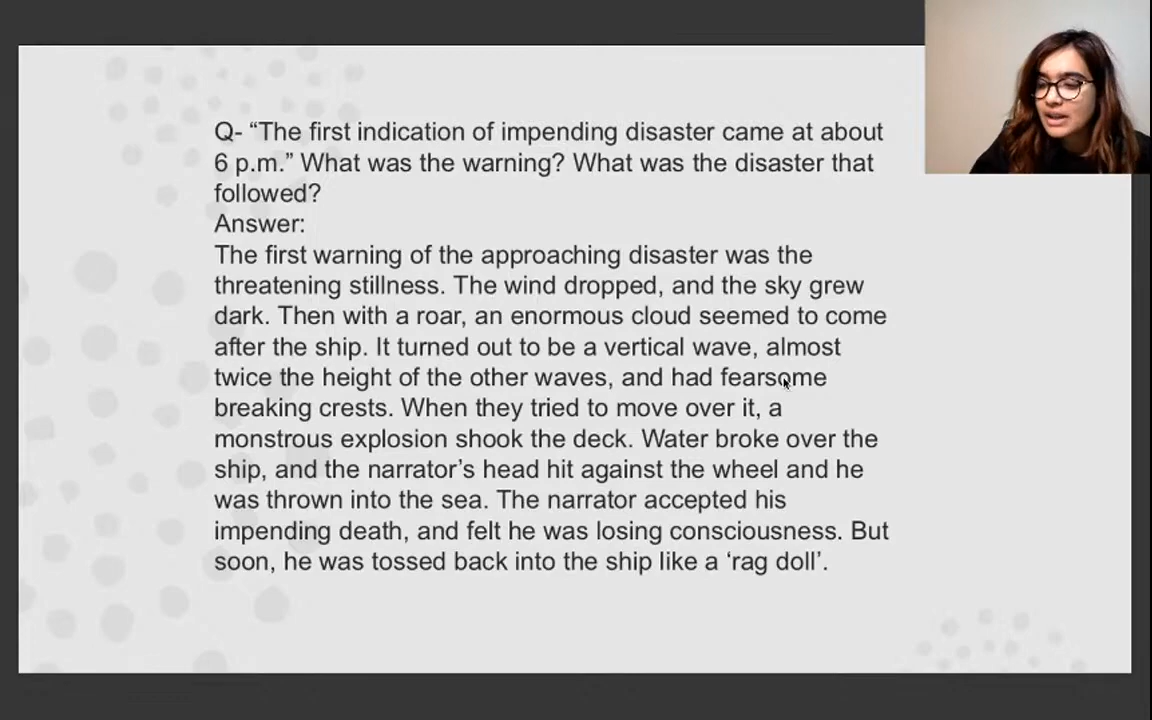 Q- “The first indication of impending disaster came at about
6 p.m.” What was the warning? What was the disaster that
followed?
Answer:
The first warning of the approaching disaster was the
threatening stillness. The wind dropped, and the sky grew
dark. Then with a roar, an enormous cloud seemed to come
after the ship. It turned out to be a vertical wave, almost
twice the height of the other waves, and had fearsome
breaking crests. When they tried to move over it, a
monstrous explosion shook the deck. Water broke over the
ship, and the narrator’s head hit against the wheel and he
was thrown into the sea. The narrator accepted his
impending death, and felt he was losing consciousness. But
soon, he was tossed back into the ship like a ‘rag doll’.